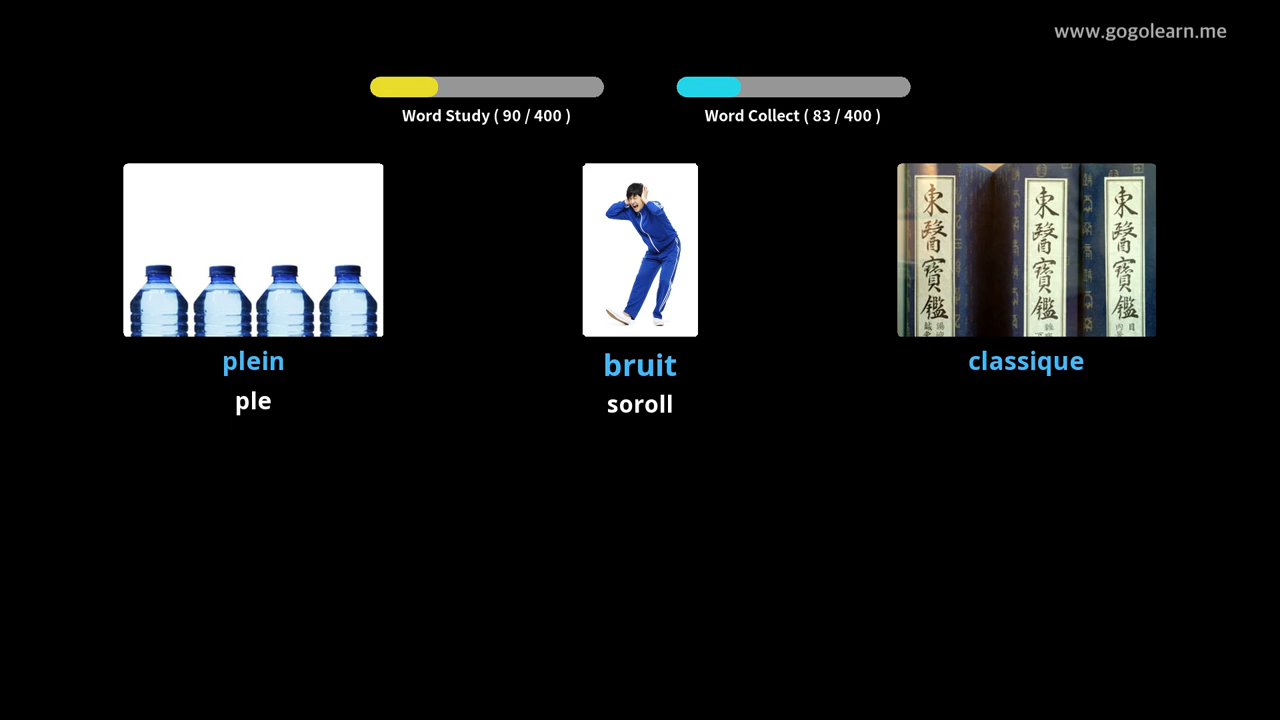 www.gogolearn.me
Word Study ( 90 / 400 )
Word Collect ( 83 / 400 )
東醫寶鑑
東醫寶鑑
東醫寶鑑
plein
bruit
classique
ple
soroll